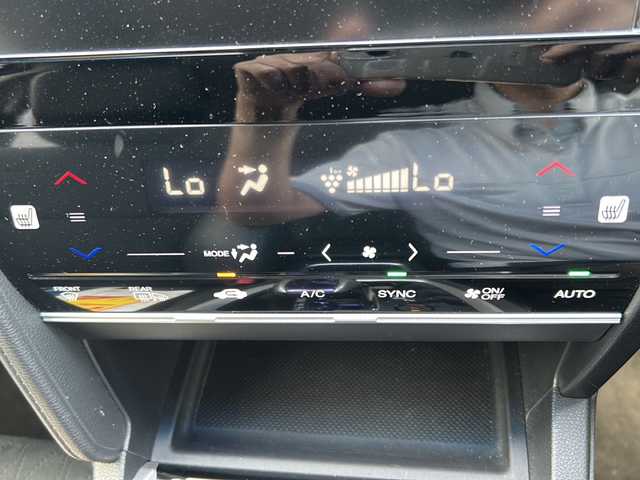 Lo Lo
MODE
FRONT REAR A/C SYNC ON/OFF AUTO